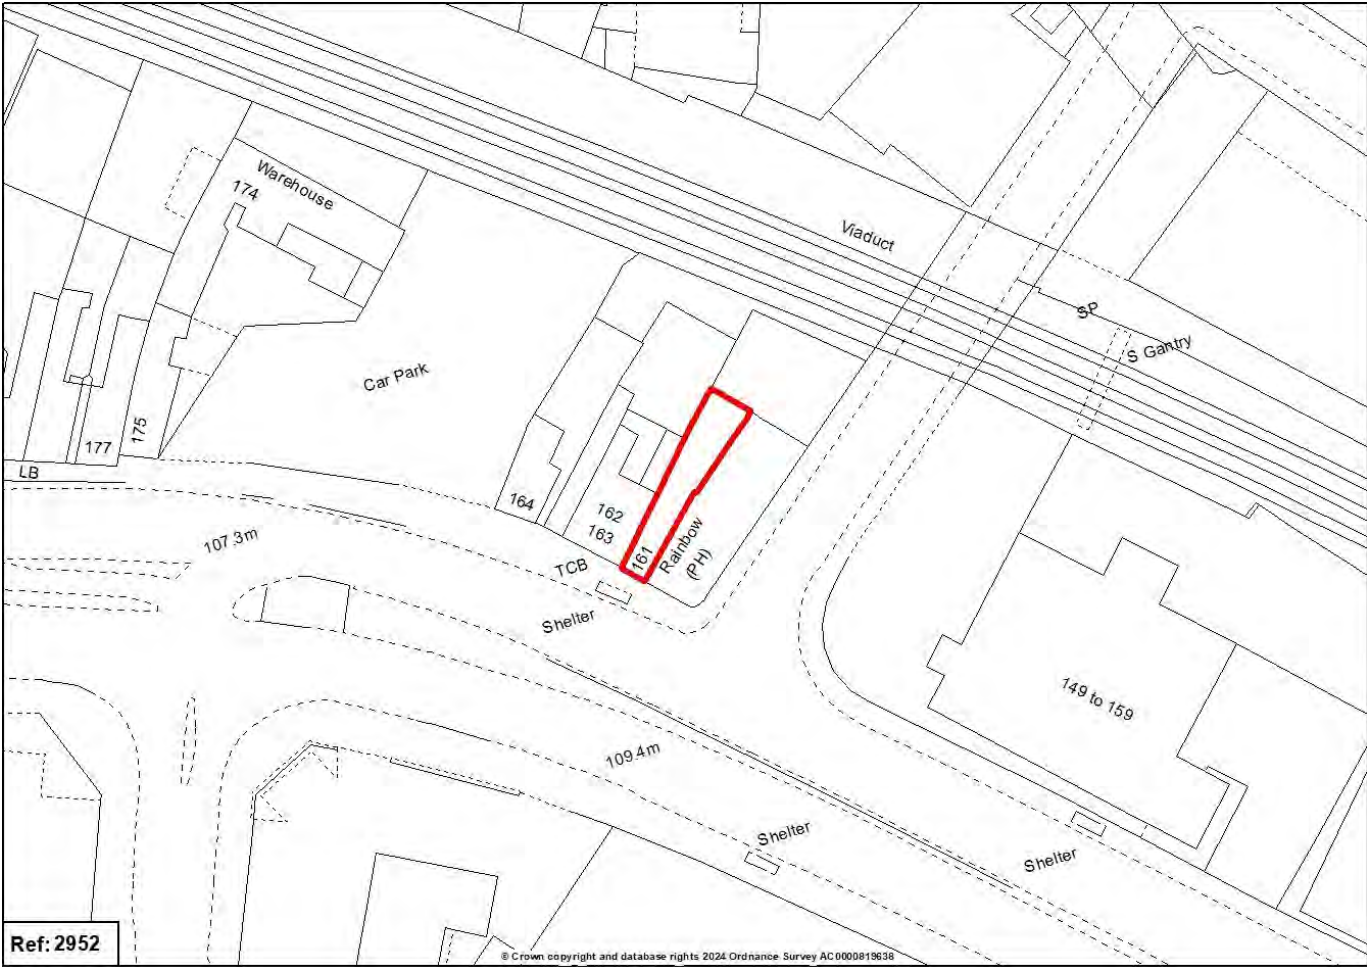 Warehouse
174
Viaduct
SP
S Gantry
Car Park
177
175
LB
164
162
163
161
Rainbow
(PH)
107.3m
TCB
Shelter
149 to 159
109.4m
Shelter
Shelter
Ref: 2952
© Crown copyright and database rights 2024 Ordnance Survey AC0000819638